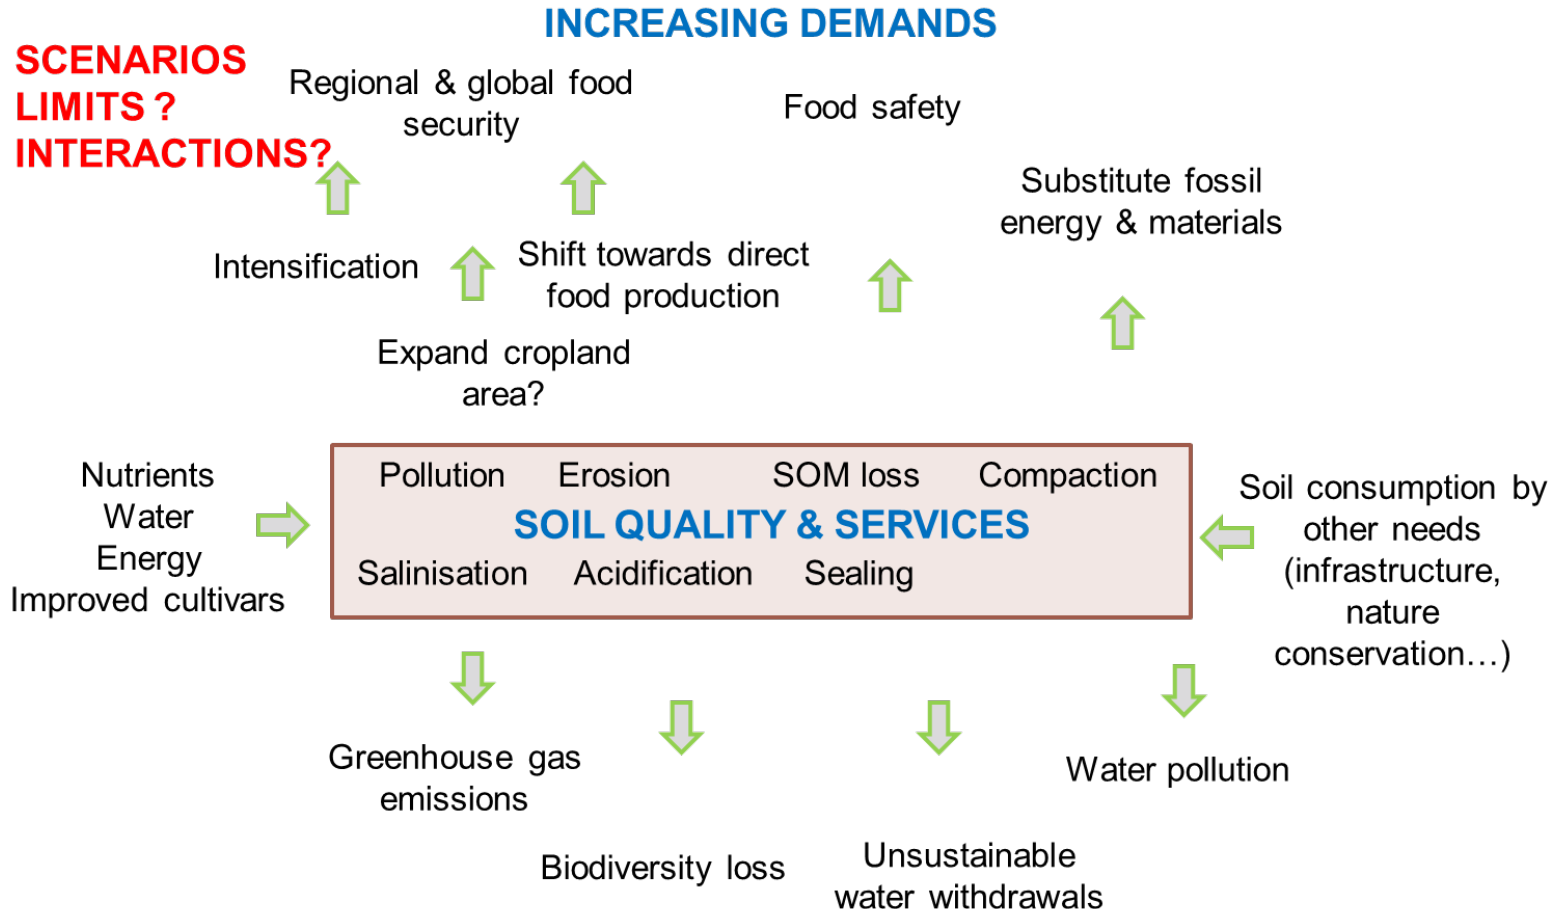 INCREASING DEMANDS
SCENARIOS
LIMITS ?
INTERACTIONS?
Regional & global food
security
Food safety
Substitute fossil
energy & materials
Intensification
Shift towards direct
food production
Expand cropland
area?
Nutrients
Water
Energy
Improved cultivars
Pollution Erosion SOM loss Compaction
SOIL QUALITY & SERVICES
Salinisation Acidification Sealing
Soil consumption by
other needs
(infrastructure,
nature
conservation…)
Greenhouse gas
emissions
Biodiversity loss
Unsustainable
water withdrawals
Water pollution